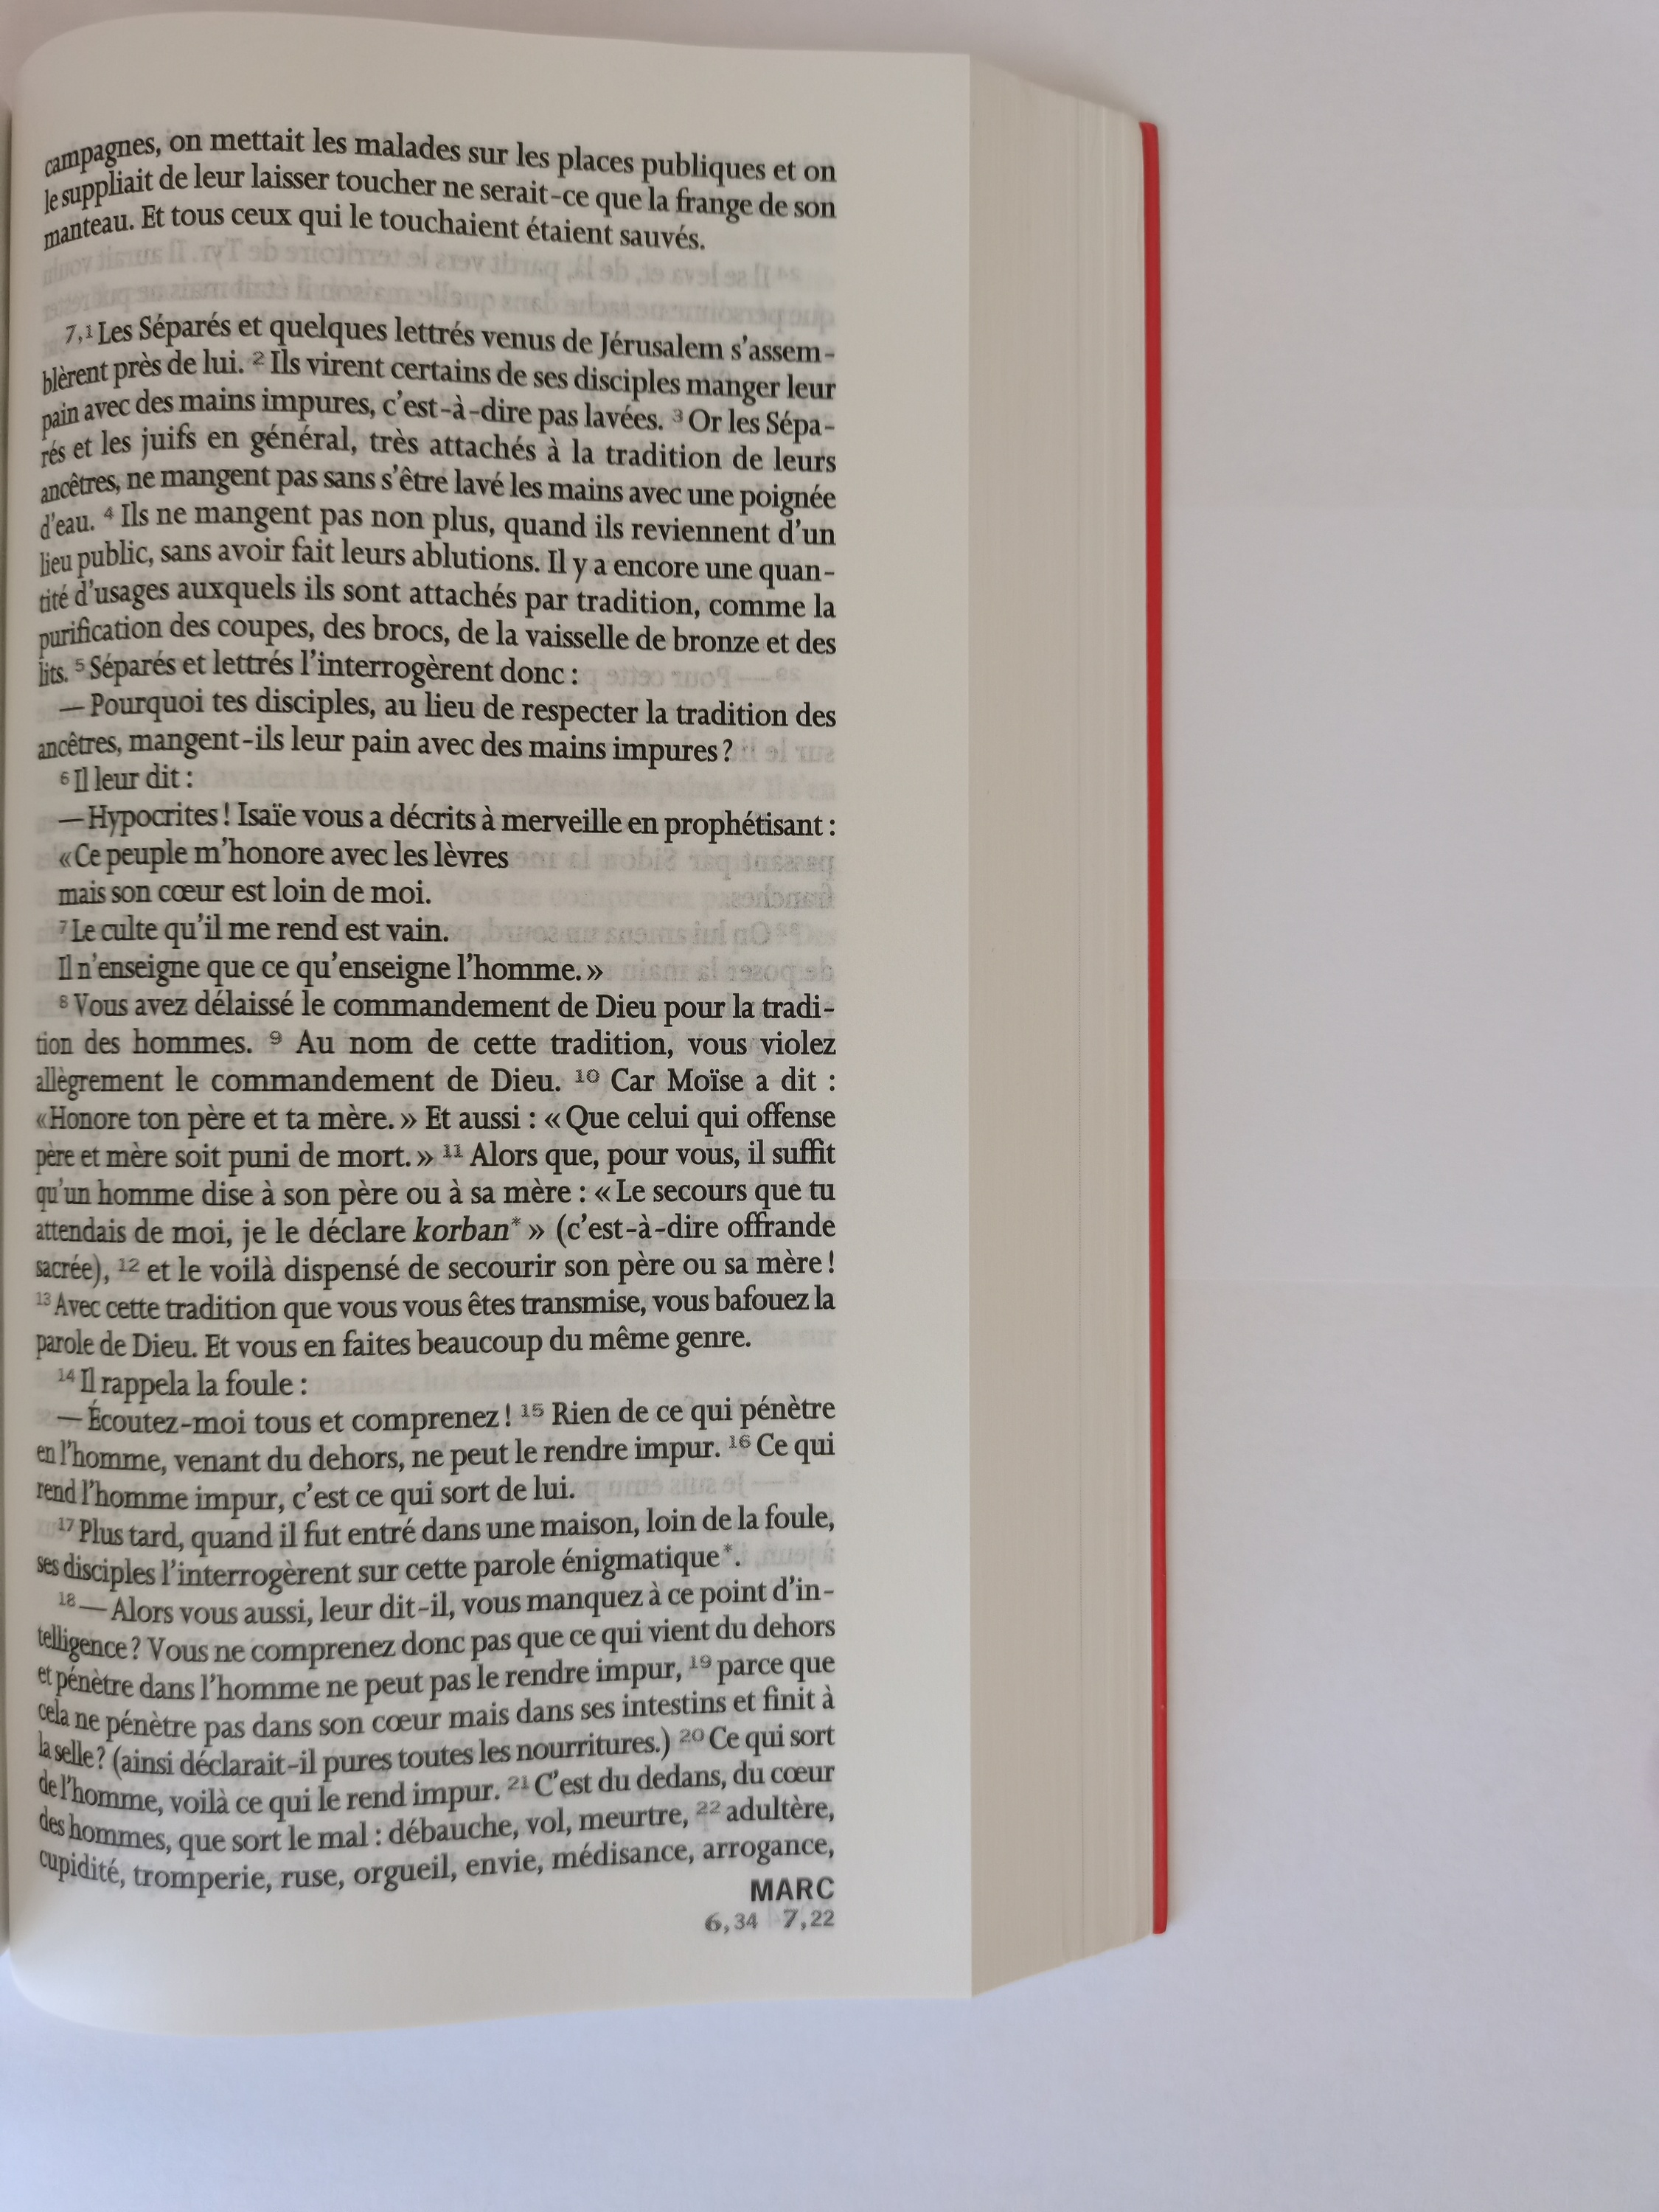 campagnes, on mettait les malades sur les places publiques et on
le suppliait de leur laisser toucher ne serait-ce que la frange de son
manteau. Et tous ceux qui le touchaient étaient sauvés.
7,1 Les Séparés et quelques lettrés venus de Jérusalem s'assem-
blèrent près de lui. 2 Ils virent certains de ses disciples manger leur
pain avec des mains impures, c'est-à-dire pas lavées. 3 Or les Sépa-
rés et les juifs en général, très attachés à la tradition de leurs
ancêtres, ne mangent pas sans s'être lavé les mains avec une poignée
d'eau. 4 Ils ne mangent pas non plus, quand ils reviennent d'un
lieu public, sans avoir fait leurs ablutions. Il y a encore une quan-
tité d'usages auxquels ils sont attachés par tradition, comme la
purification des coupes, des brocs, de la vaisselle de bronze et des
lits. 5 Séparés et lettrés l'interrogèrent donc :
— Pourquoi tes disciples, au lieu de respecter la tradition des
ancêtres, mangent-ils leur pain avec des mains impures ?
6 Il leur dit :
— Hypocrites ! Isaïe vous a décrits à merveille en prophétisant :
« Ce peuple m'honore avec les lèvres
mais son cœur est loin de moi.
7 Le culte qu'il me rend est vain.
Il n'enseigne que ce qu'enseigne l'homme. »
8 Vous avez délaissé le commandement de Dieu pour la tradi-
tion des hommes. 9 Au nom de cette tradition, vous violez
allègrement le commandement de Dieu. 10 Car Moïse a dit :
« Honore ton père et ta mère. » Et aussi : « Que celui qui offense
père et mère soit puni de mort. » 11 Alors que, pour vous, il suffit
qu'un homme dise à son père ou à sa mère : « Le secours que tu
attendais de moi, je le déclare korban* » (c'est-à-dire offrande
sacrée), 12 et le voilà dispensé de secourir son père ou sa mère !
13 Avec cette tradition que vous vous êtes transmise, vous bafouez la
parole de Dieu. Et vous en faites beaucoup du même genre.
14 Il rappela la foule :
— Écoutez-moi tous et comprenez ! 15 Rien de ce qui pénètre
en l'homme, venant du dehors, ne peut le rendre impur. 16 Ce qui
rend l'homme impur, c'est ce qui sort de lui.
17 Plus tard, quand il fut entré dans une maison, loin de la foule,
ses disciples l'interrogèrent sur cette parole énigmatique*.
18 — Alors vous aussi, leur dit-il, vous manquez à ce point d'in-
telligence ? Vous ne comprenez donc pas que ce qui vient du dehors
et pénètre dans l'homme ne peut pas le rendre impur, 19 parce que
cela ne pénètre pas dans son cœur mais dans ses intestins et finit à
la selle ? (ainsi déclarait-il pures toutes les nourritures.) 20 Ce qui sort
de l'homme, voilà ce qui le rend impur. 21 C'est du dedans, du cœur
des hommes, que sort le mal : débauche, vol, meurtre, 22 adultère,
cupidité, tromperie, ruse, orgueil, envie, médisance, arrogance,
MARC
6,34 7,22